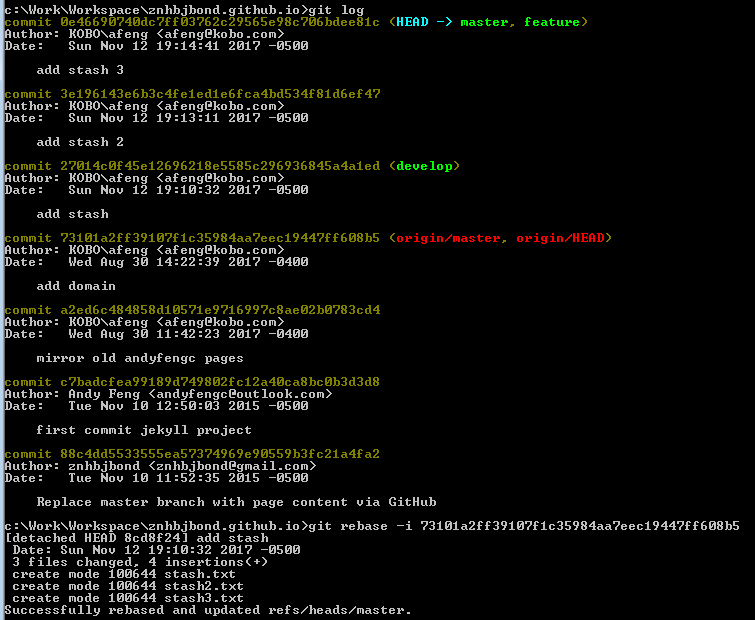 c:\Work\Workspace\znhbjbond.github.io>git log
commit 0e46690740dc7ff03762c29565e98c706bdee81c (HEAD -> master, feature)
Author: KOBO\afeng <afeng@kobo.com>
Date:   Sun Nov 12 19:14:41 2017 -0500
    add stash 3
commit 3e196143e6b3c4fe1ed1e6fca4bd534f81d6ef47
Author: KOBO\afeng <afeng@kobo.com>
Date:   Sun Nov 12 19:13:11 2017 -0500
    add stash 2
commit 27014c0f45e12696218e5585c296936845a4a1ed (develop)
Author: KOBO\afeng <afeng@kobo.com>
Date:   Sun Nov 12 19:10:32 2017 -0500
    add stash
commit 73101a2ff39107f1c35984aa7eec19447ff608b5 (origin/master, origin/HEAD)
Author: KOBO\afeng <afeng@kobo.com>
Date:   Wed Aug 30 14:22:39 2017 -0400
    add domain
commit a2ed6c484858d10571e9716997c8ae02b0783cd4
Author: KOBO\afeng <afeng@kobo.com>
Date:   Wed Aug 30 11:42:23 2017 -0400
    mirror old andyfengc pages
commit c7badcfea99189d749802fc12a40ca8bc0b3d3d8
Author: Andy Feng <andyfengc@outlook.com>
Date:   Tue Nov 10 12:50:03 2015 -0500
    first commit jekyll project
commit 88c4dd5533555ea57374969e90559b3fc21a4fa2
Author: znhbjbond <znhbjbond@gmail.com>
Date:   Tue Nov 10 11:52:35 2015 -0500
    Replace master branch with page content via GitHub
c:\Work\Workspace\znhbjbond.github.io>git rebase -i 73101a2ff39107f1c35984aa7eec19447ff608b5
[detached HEAD 8cd8f24] add stash
 Date: Sun Nov 12 19:10:32 2017 -0500
 3 files changed, 4 insertions(+)
 create mode 100644 stash.txt
 create mode 100644 stash2.txt
 create mode 100644 stash3.txt
Successfully rebased and updated refs/heads/master.